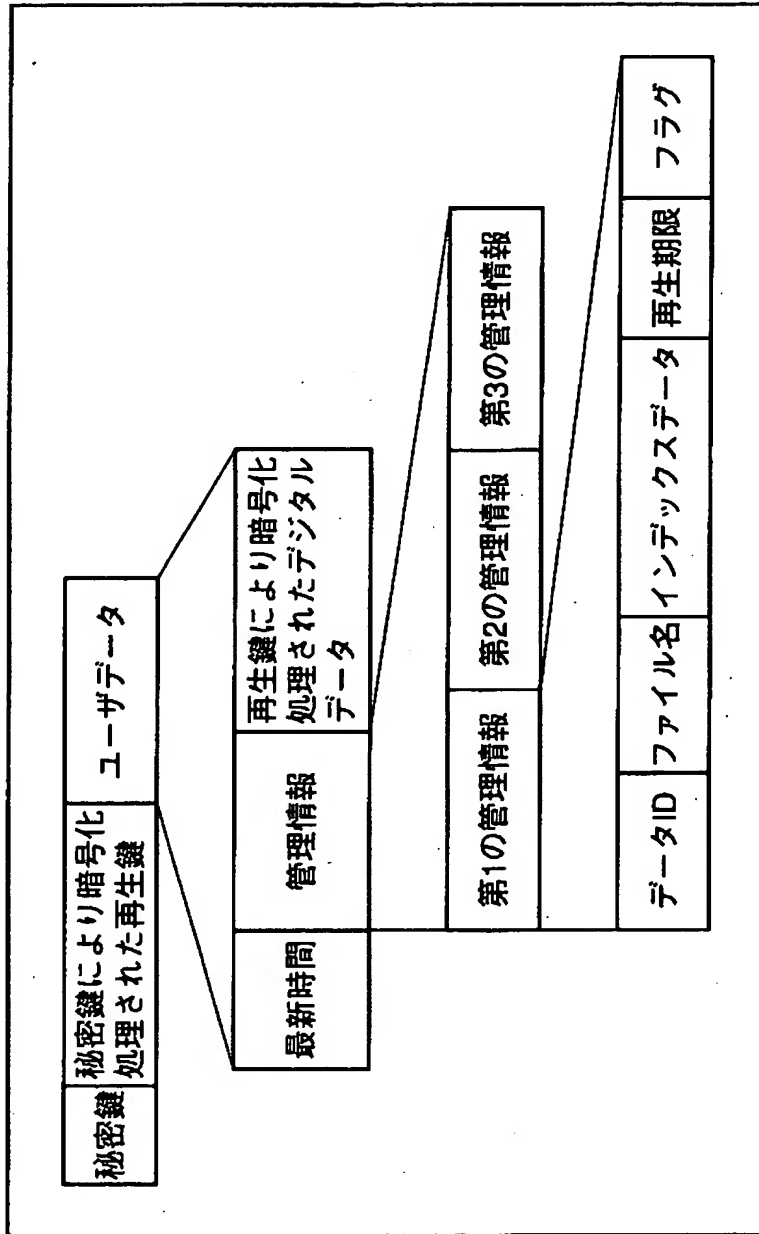 秘密鍵
秘密鍵により暗号化
処理された再生鍵
ユーザデータ
最新時間
管理情報
再生鍵により暗号化
処理されたデジタル
データ
第1の管理情報
第2の管理情報
第3の管理情報
データID
ファイル名
インデックスデータ
再生期限
フラグ